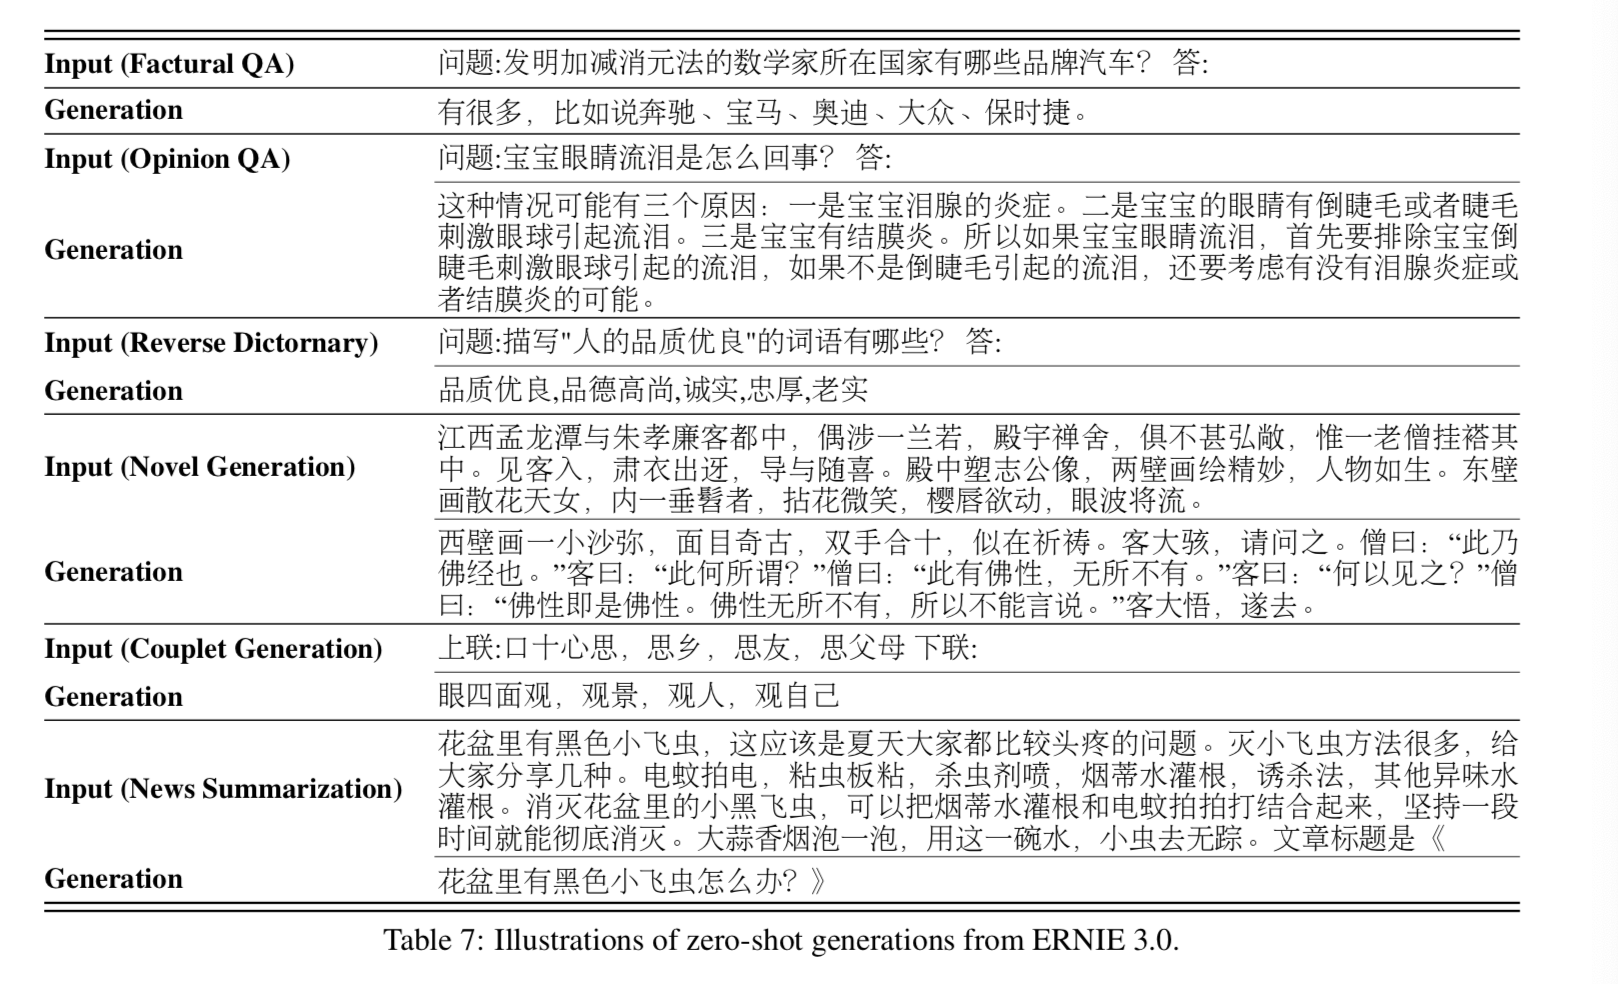 Input (Factural QA) 问题:发明加减消元法的数学家所在国家有哪些品牌汽车? 答:
Generation 有很多, 比如说奔驰、宝马、奥迪、大众、保时捷。
Input (Opinion QA) 问题:宝宝眼睛流泪是怎么回事? 答:
Generation
这种情况可能有三个原因: 一是宝宝泪腺的炎症。二是宝宝的眼睛有倒睫毛或者睫毛
刺激眼球引起流泪。三是宝宝有结膜炎。所以如果宝宝眼睛流泪, 首先要排除宝宝倒
睫毛刺激眼球引起的流泪, 如果不是倒睫毛引起的流泪, 还要考虑有没有泪腺炎症或
者结膜炎的可能。
Input (Reverse Dictornary) 问题:描写"人的品质优良"的词语有哪些? 答:
Generation 品质优良,品德高尚,诚实,忠厚,老实
Input (Novel Generation)
江西孟龙潭与朱孝廉客都中, 偶涉一兰若, 殿宇禅舍, 俱不甚弘敞, 惟一老僧挂褡其
中。见客入, 肃衣出迓, 导与随喜。殿中塑志公像, 两壁画绘精妙, 人物如生。东壁
画散花天女, 内一垂髫者, 拈花微笑, 樱唇欲动, 眼波将流。
Generation
西壁画一小沙弥, 面目奇古, 双手合十, 似在祈祷。客大骇, 请问之。僧曰: “此乃
佛经也。”客曰: “此何所谓? ”僧曰: “此有佛性, 无所不有。”客曰: “何以见之? ”僧
曰: “佛性即是佛性。佛性无所不有, 所以不能言说。”客大悟, 遂去。
Input (Couplet Generation) 上联:口十心思, 思乡, 思友, 思父母 下联:
Generation 眼四面观, 观景, 观人, 观自己
Input (News Summarization)
花盆里有黑色小飞虫, 这应该是夏天大家都比较头疼的问题。灭小飞虫方法很多, 给
大家分享几种。电蚊拍电, 粘虫板粘, 杀虫剂喷, 烟蒂水灌根, 诱杀法, 其他异味水
灌根。消灭花盆里的小黑飞虫, 可以把烟蒂水灌根和电蚊拍拍打结合起来, 坚持一段
时间就能彻底消灭。大蒜香烟泡一泡, 用这一碗水, 小虫去无踪。文章标题是《
Generation 花盆里有黑色小飞虫怎么办? 》
Table 7: Illustrations of zero-shot generations from ERNIE 3.0.